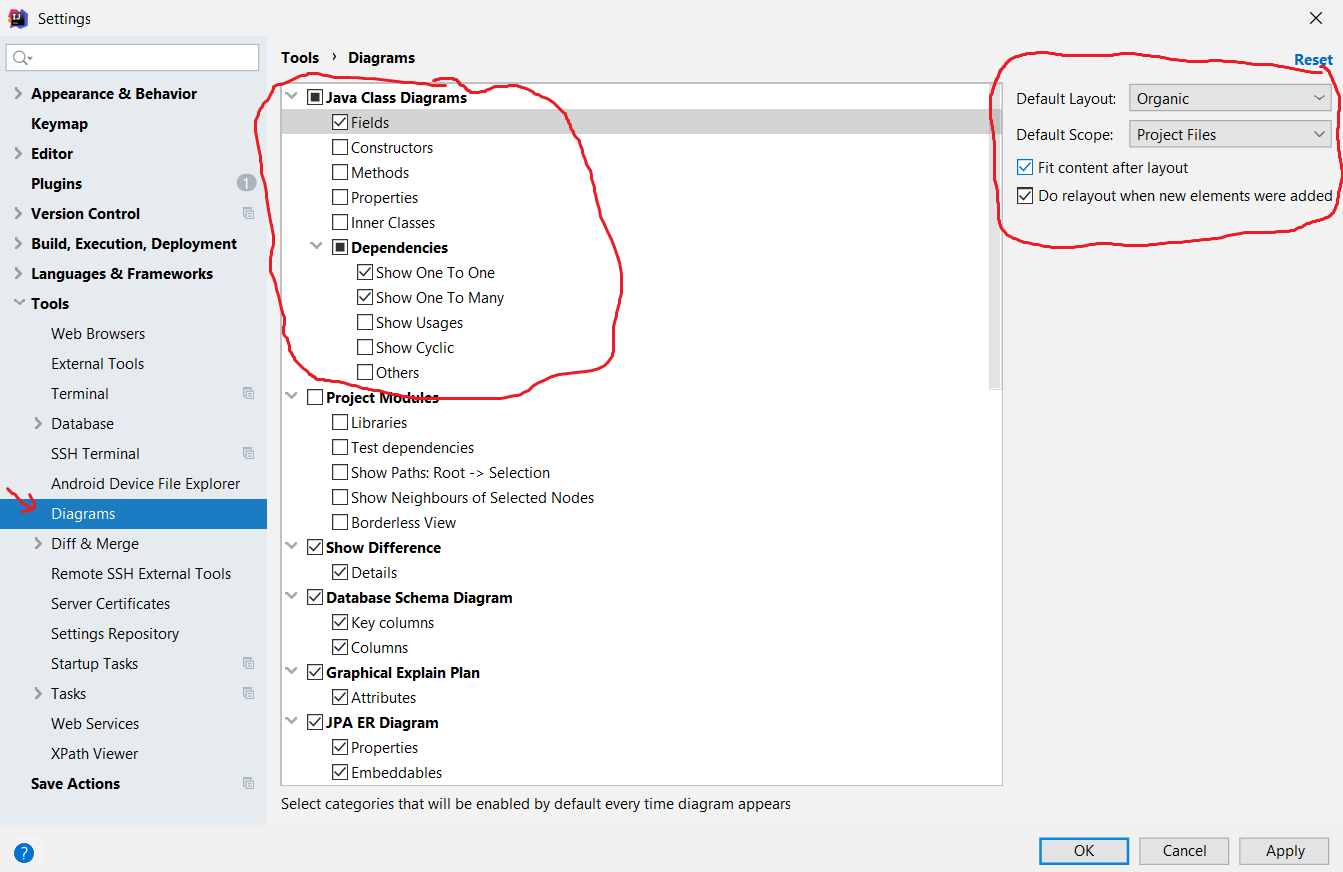 Settings
Tools › Diagrams
Reset
Appearance & Behavior
Keymap
Editor
Plugins 1
Version Control
Build, Execution, Deployment
Languages & Frameworks
Tools
Web Browsers
External Tools
Terminal
Database
SSH Terminal
Android Device File Explorer
Diagrams
Diff & Merge
Remote SSH External Tools
Server Certificates
Settings Repository
Startup Tasks
Tasks
Web Services
XPath Viewer
Save Actions
Java Class Diagrams
Fields
Constructors
Methods
Properties
Inner Classes
Dependencies
Show One To One
Show One To Many
Show Usages
Show Cyclic
Others
Project Modules
Libraries
Test dependencies
Show Paths: Root -> Selection
Show Neighbours of Selected Nodes
Borderless View
Show Difference
Details
Database Schema Diagram
Key columns
Columns
Graphical Explain Plan
Attributes
JPA ER Diagram
Properties
Embeddables
Select categories that will be enabled by default every time diagram appears
Default Layout: Organic
Default Scope: Project Files
Fit content after layout
Do relayout when new elements were added
?
OK Cancel Apply